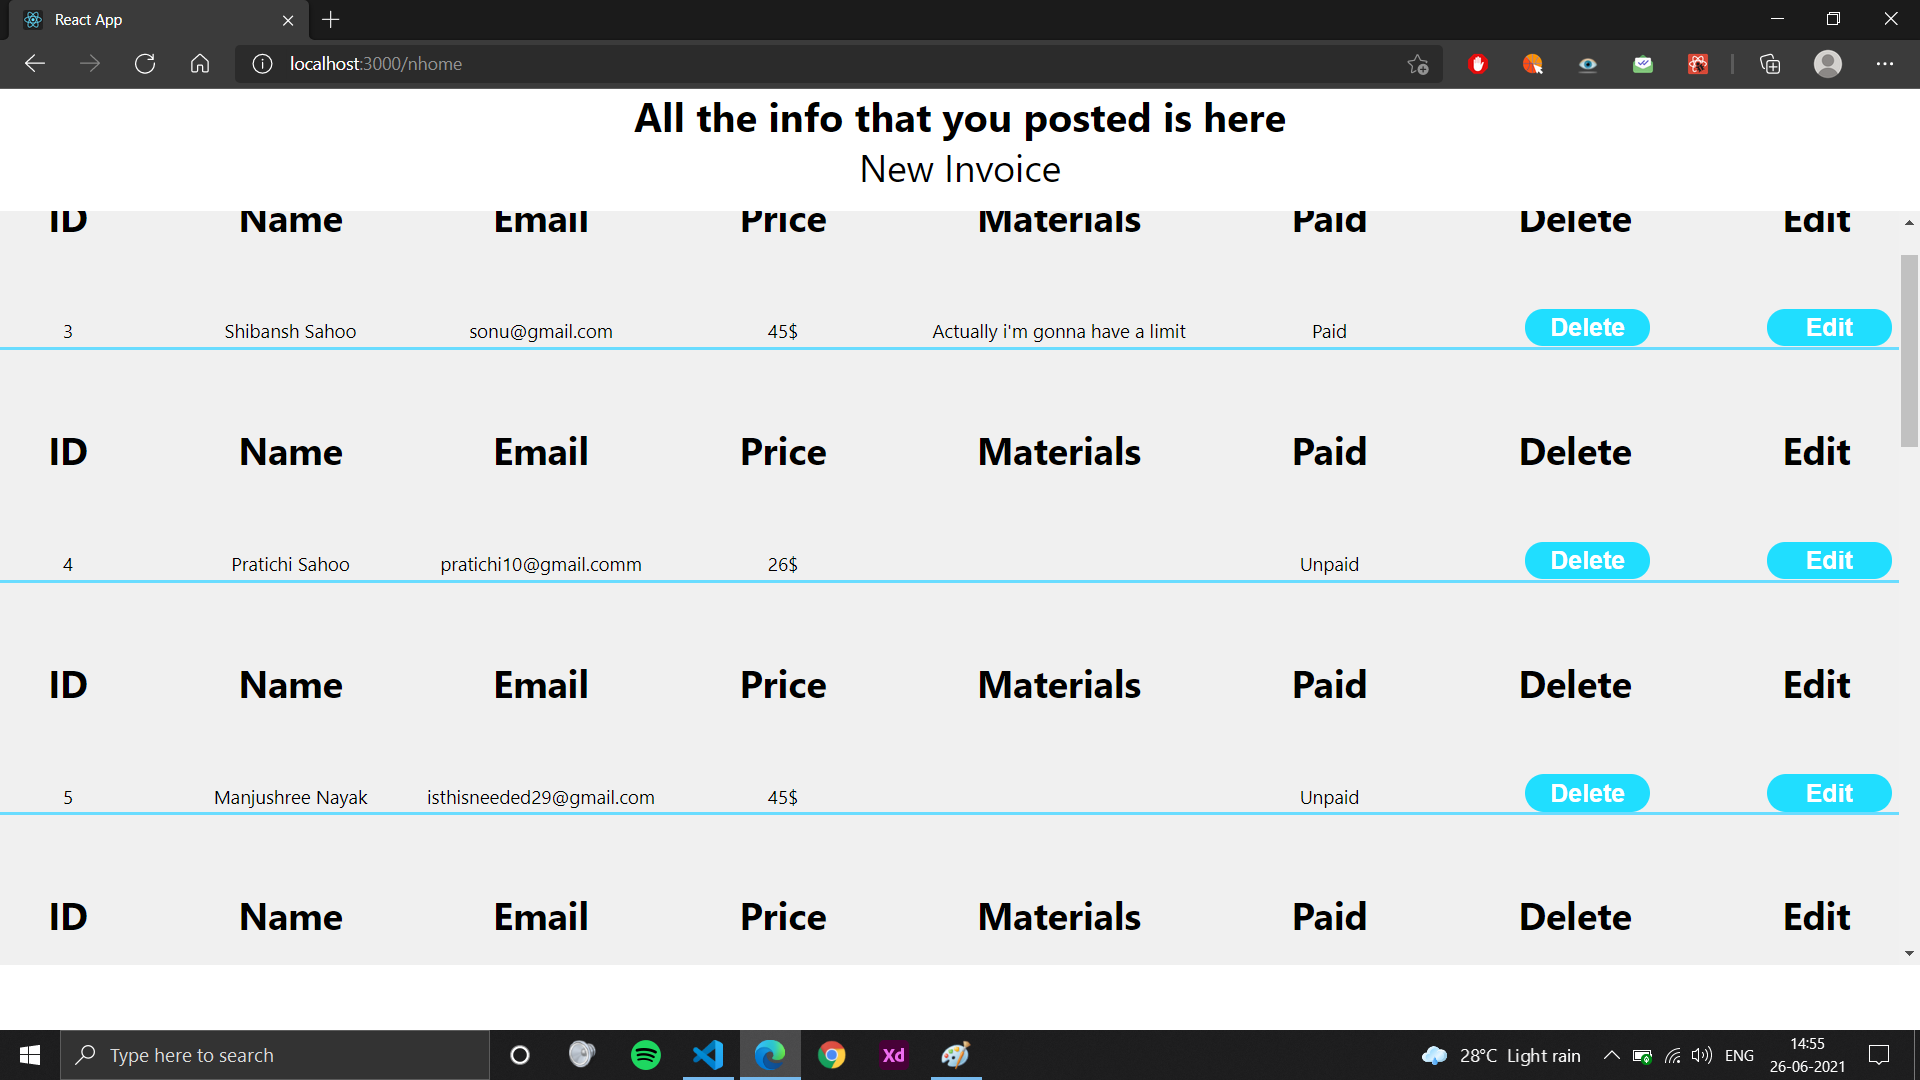 React App
localhost:3000/nhome
All the info that you posted is here
New Invoice
ID Name Email Price Materials Paid Delete Edit
3 Shibansh Sahoo sonu@gmail.com 45$ Actually i'm gonna have a limit Paid Delete Edit
ID Name Email Price Materials Paid Delete Edit
4 Pratichi Sahoo pratichi10@gmail.comm 26$ Unpaid Delete Edit
ID Name Email Price Materials Paid Delete Edit
5 Manjushree Nayak isthisneeded29@gmail.com 45$ Unpaid Delete Edit
ID Name Email Price Materials Paid Delete Edit
Type here to search Xd 28°C Light rain ENG 14:55
26-06-2021